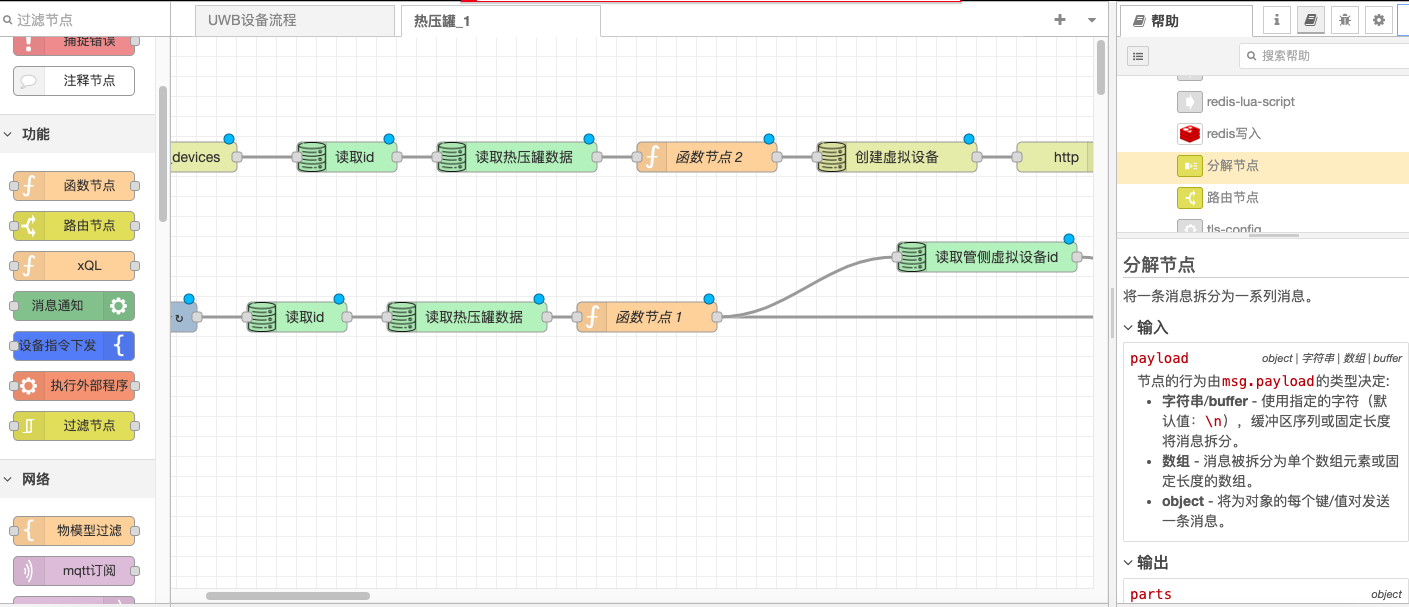 过滤节点
UWB设备流程
热压罐_1
帮助
搜索帮助
捕捉错误
注释节点
功能
函数节点
路由节点
xQL
消息通知
设备指令下发
执行外部程序
过滤节点
网络
物模型过滤
mqtt订阅
_devices
读取id
读取热压罐数据
函数节点 2
创建虚拟设备
http
读取管侧虚拟设备id
读取id
读取热压罐数据
函数节点 1
redis-lua-script
redis写入
分解节点
路由节点
tls-config
分解节点
将一条消息拆分为一系列消息。
输入
payload object | 字符串 | 数组 | buffer
节点的行为由msg.payload的类型决定:
字符串/buffer - 使用指定的字符（默
认值：\n），缓冲区序列或固定长度
将消息拆分。
数组 - 消息被拆分为单个数组元素或固
定长度的数组。
object - 将为对象的每个键/值对发送
一条消息。
输出
parts object